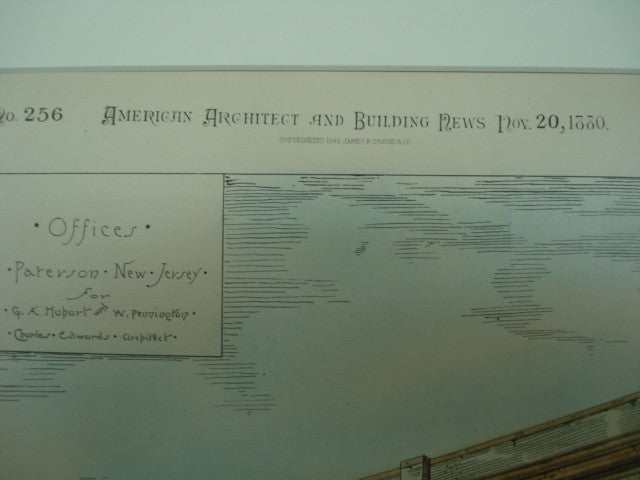 No. 256 American Architect and Building News Nov. 20, 1880.
Copyrighted 1880 James R. Osgood & Co
• Offices •
• Paterson • New • Jersey •
for
• G. A. Hobart and W. Pennington •
• Charles • Edwards • Architect •